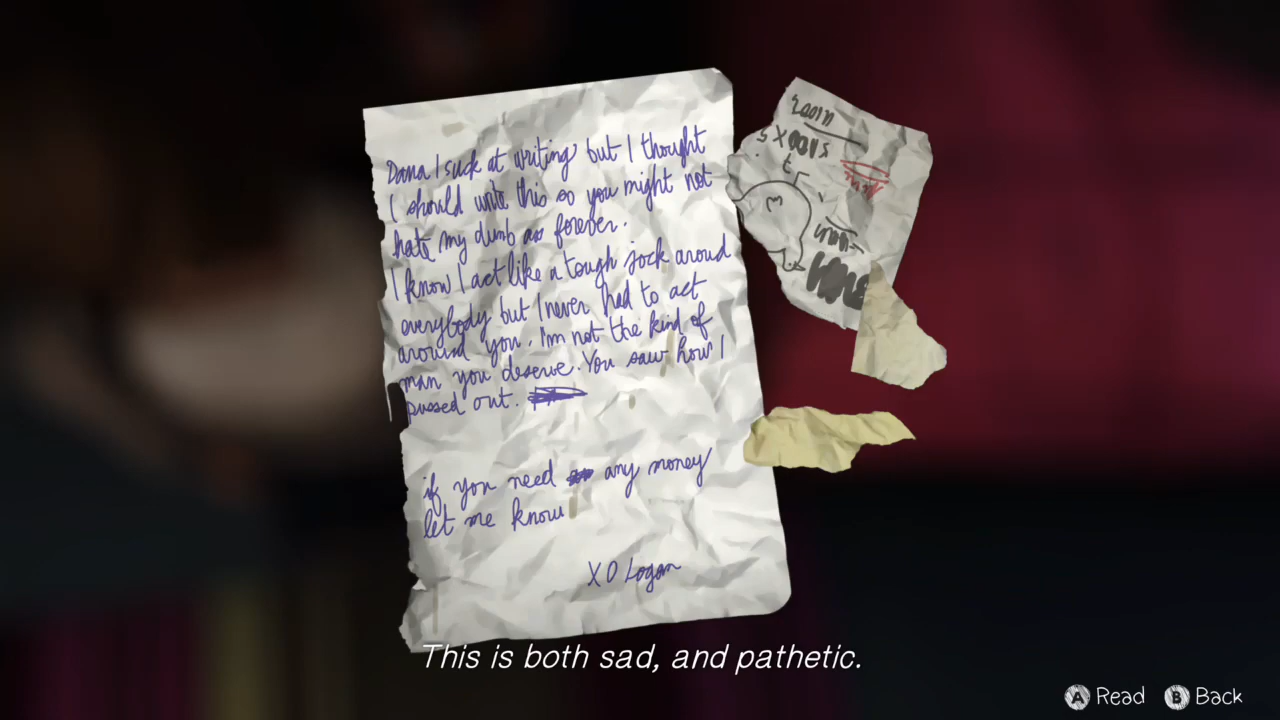 Dana I suck at writing but I thought
I should write this so you might not
hate my dumb ass forever.
I know I act like a tough jock aroud
everybody but I never had to act
around you. I'm not the kind of
man you deserve. You saw how I
pussed out.
if you need any money
let me know
XO Logan
This is both sad, and pathetic.
A Read B Back